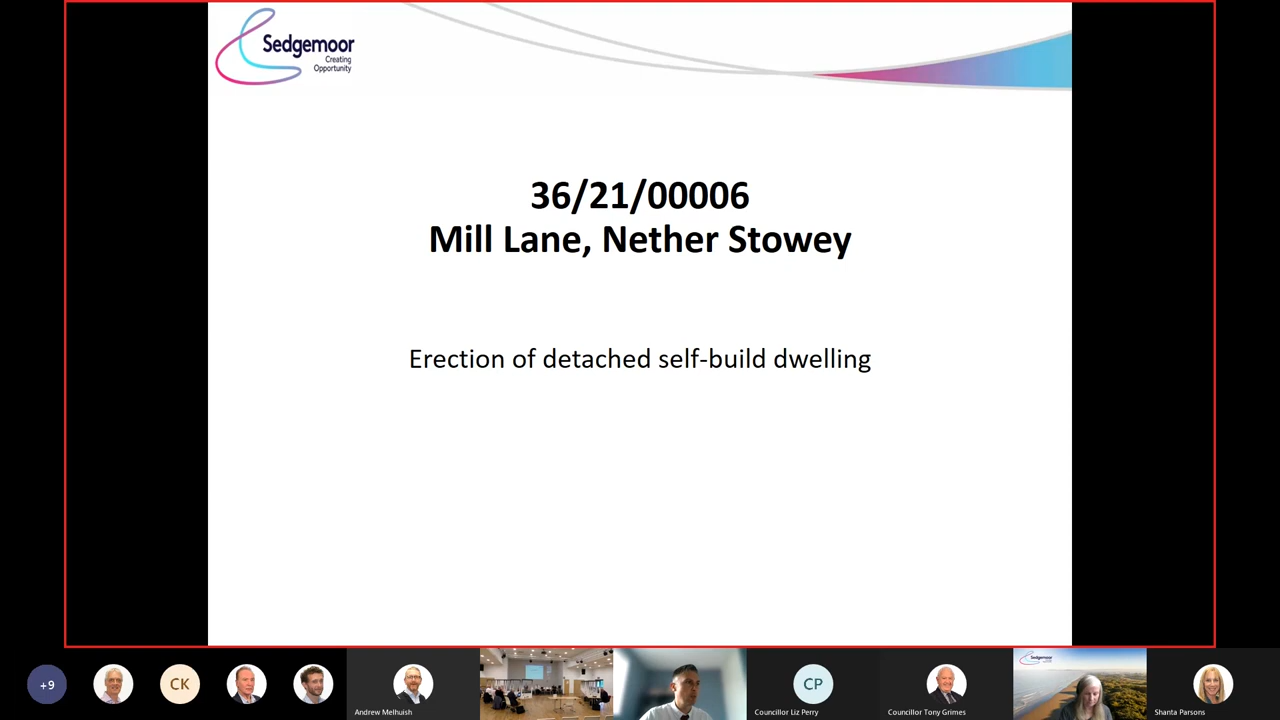 Sedgemoor
Creating
Opportunity
36/21/00006
Mill Lane, Nether Stowey
Erection of detached self-build dwelling
+9
CK
Andrew Melhuish
CP
Councillor Liz Perry
Councillor Tony Grimes
Sedgemoor
Shanta Parsons